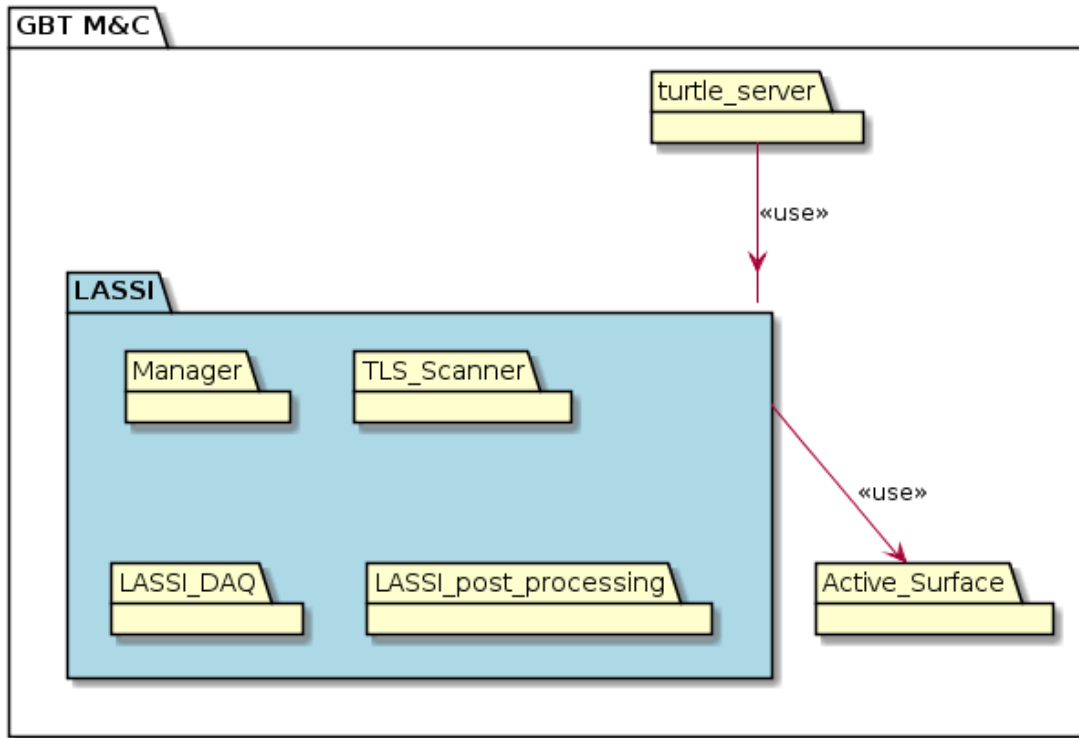 GBT M&C
turtle_server
«use»
LASSI
Manager
TLS_Scanner
«use»
LASSI_DAQ
LASSI_post_processing
Active_Surface